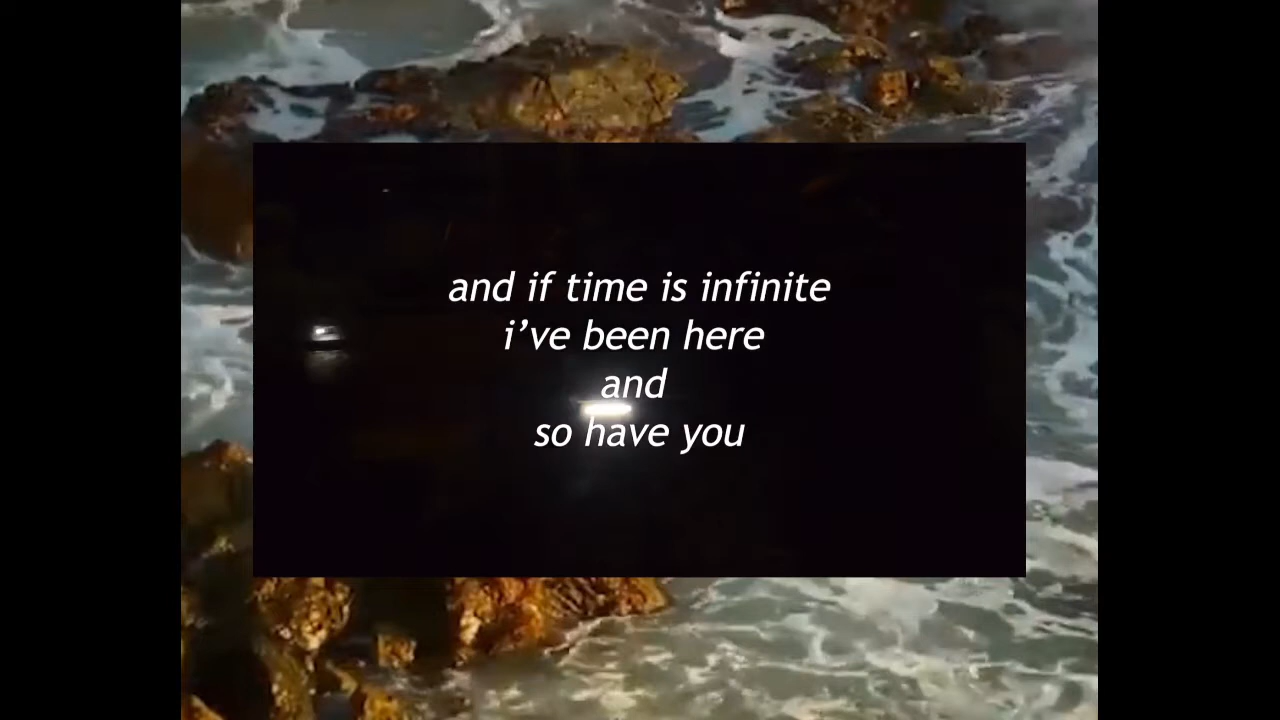 and if time is infinite
i’ve been here
and
so have you